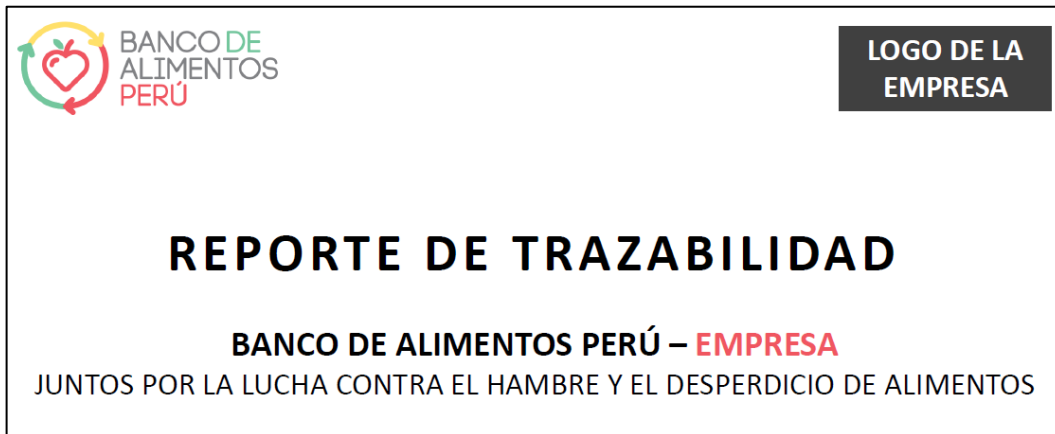 BANCO DE
ALIMENTOS
PERÚ
LOGO DE LA
EMPRESA
REPORTE DE TRAZABILIDAD
BANCO DE ALIMENTOS PERÚ – EMPRESA
JUNTOS POR LA LUCHA CONTRA EL HAMBRE Y EL DESPERDICIO DE ALIMENTOS